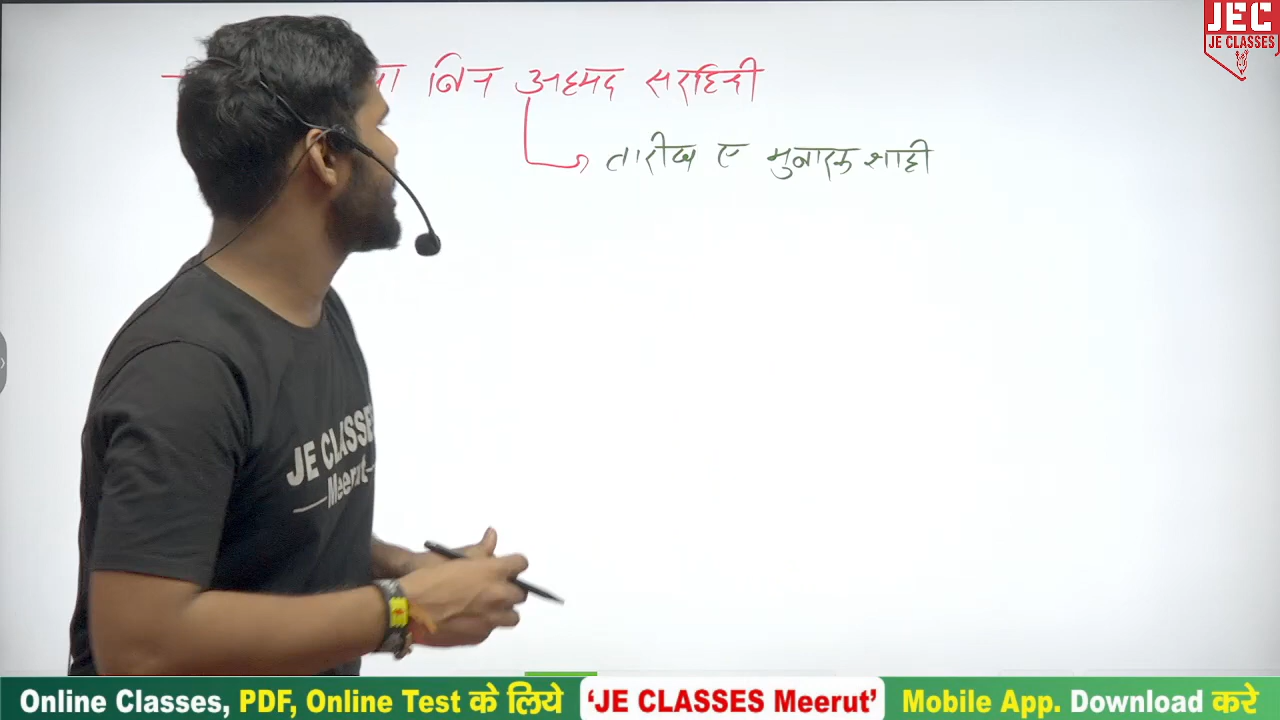 JEC
JE CLASSES
बिन अहमद सरहिन्दी
तारीख ए मुबारक शाही
JE CLASSES
Meerut
Online Classes, PDF, Online Test के लिये 'JE CLASSES Meerut' Mobile App. Download करे